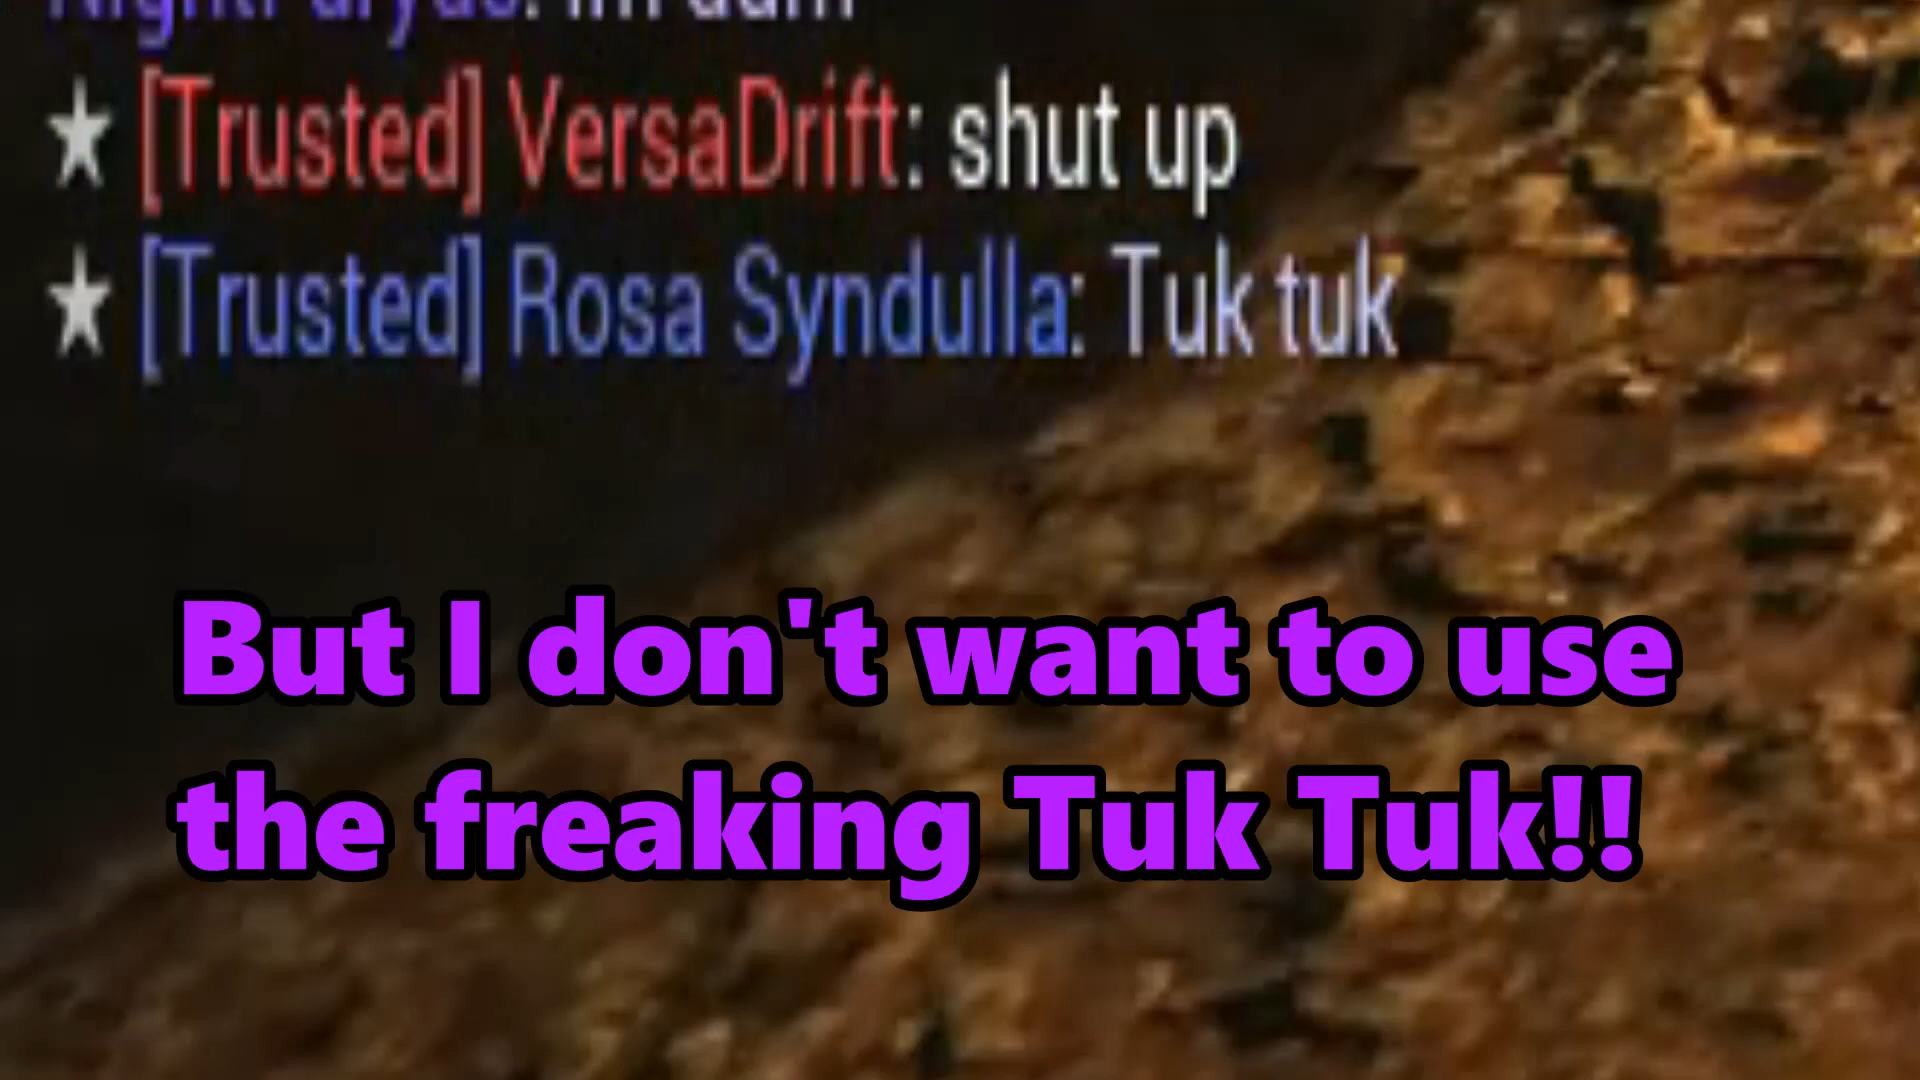 ★ [Trusted] VersaDrift: shut up
★ [Trusted] Rosa Syndulla: Tuk tuk
But I don't want to use
the freaking Tuk Tuk!!